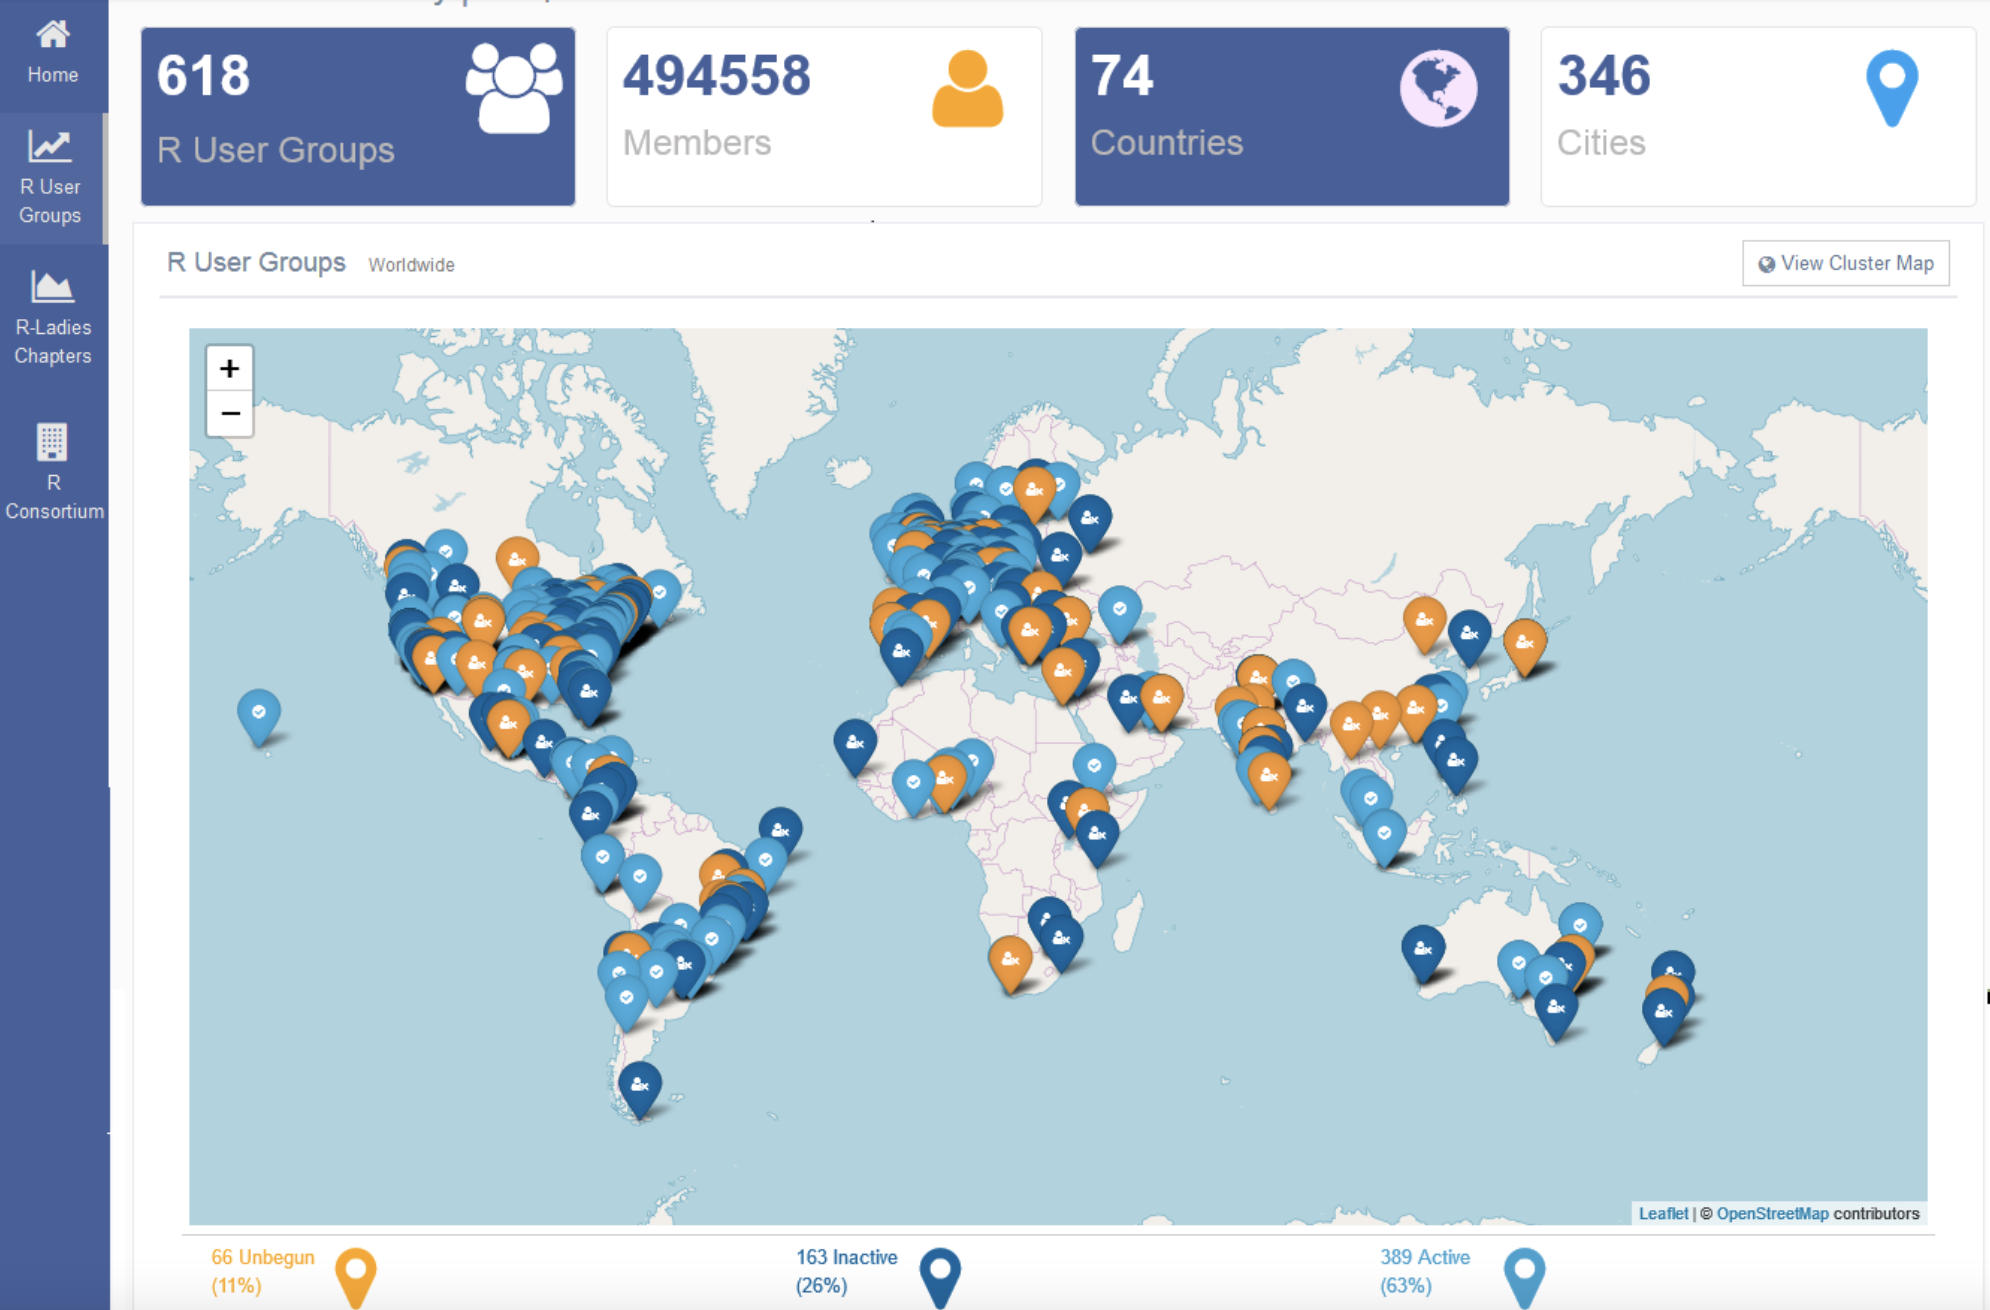 Home
R User
Groups
R-Ladies
Chapters
R
Consortium
618
R User Groups
494558
Members
74
Countries
346
Cities
R User Groups Worldwide
View Cluster Map
+
−
Leaflet | © OpenStreetMap contributors
66 Unbegun
(11%)
163 Inactive
(26%)
389 Active
(63%)